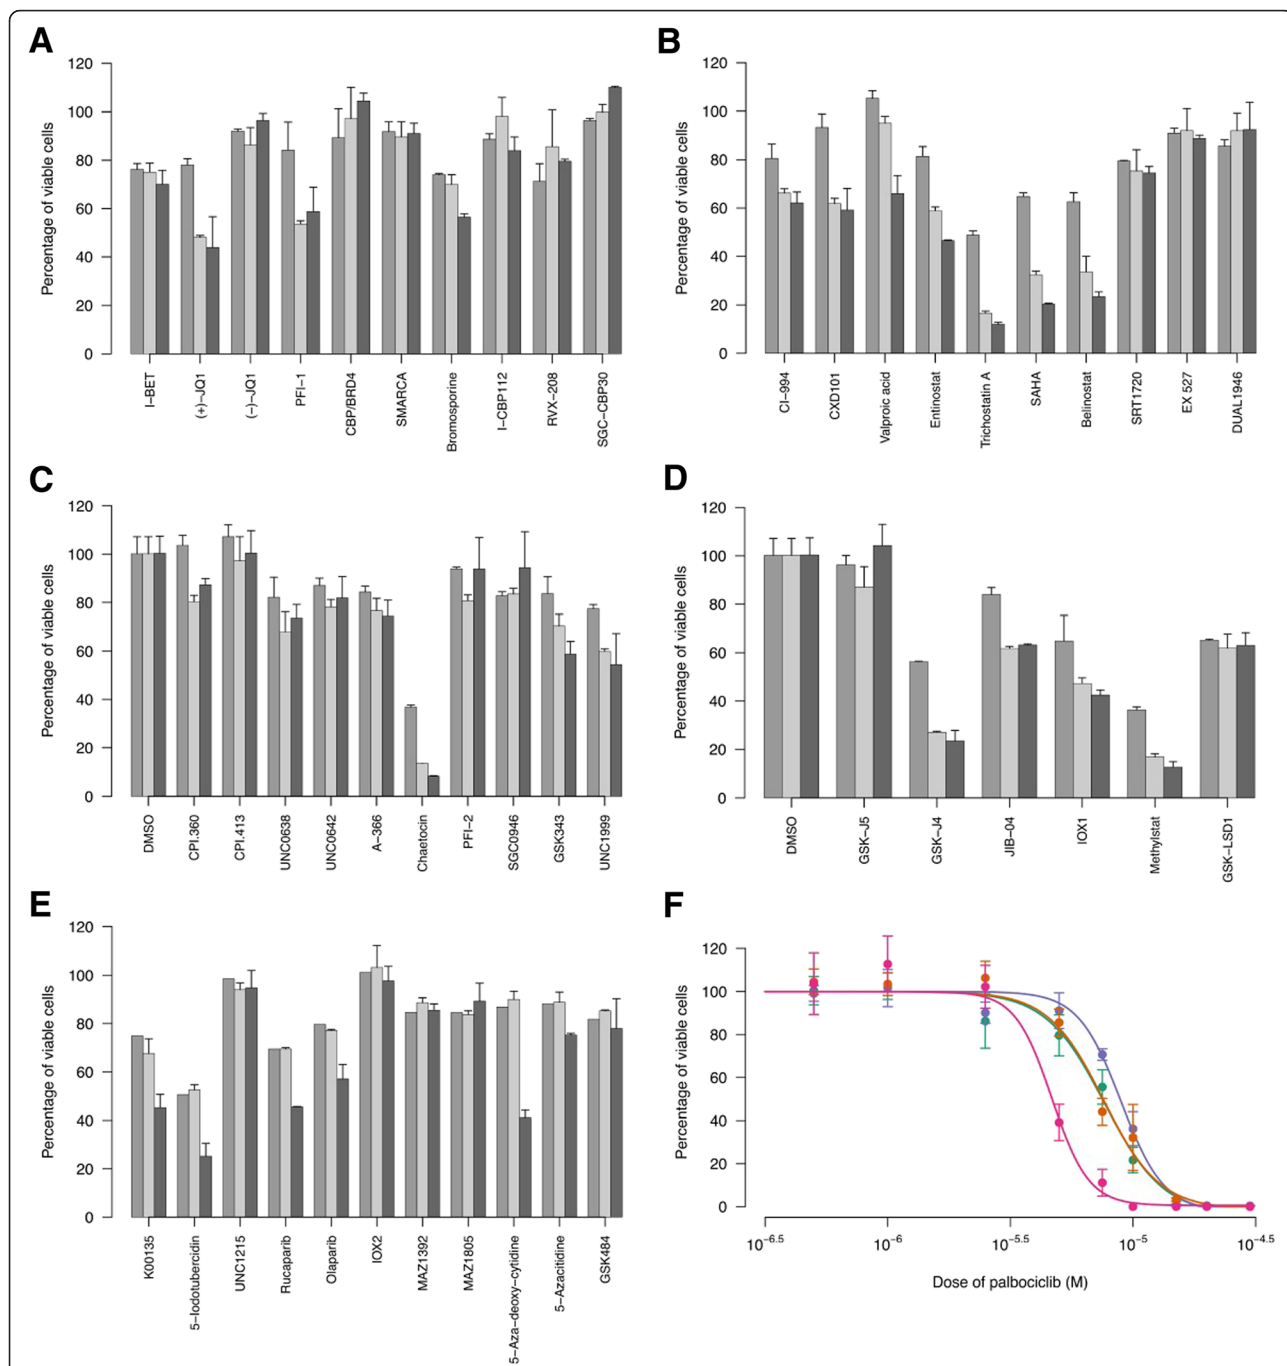 A
Percentage of viable cells
120
100
80
60
40
20
0
I-BET
(+)-JQ1
(-)-JQ1
PFI-1
CBP/BRD4
SMARCA
Bromosporine
I-CBP112
RVX-208
SGC-CBP30
B
Percentage of viable cells
120
100
80
60
40
20
0
CI-994
CXD101
Valproic acid
Entinostat
Trichostatin A
SAHA
Belinostat
SRT1720
EX 527
DUAL1946
C
Percentage of viable cells
120
100
80
60
40
20
0
DMSO
CPI.360
CPI.413
UNC0638
UNC0642
A-366
Chaetocin
PFI-2
SGC0946
GSK343
UNC1999
D
Percentage of viable cells
120
100
80
60
40
20
0
DMSO
GSK-J5
GSK-J4
JIB-04
IOX1
Methylstat
GSK-LSD1
E
Percentage of viable cells
120
100
80
60
40
20
0
K00135
5-Iodotubercidin
UNC1215
Rucaparib
Olaparib
IOX2
MAZ1392
MAZ1805
5-Aza-deoxy-cytidine
5-Azacitidine
GSK484
F
Percentage of viable cells
120
100
80
60
40
20
0
10^-6.5
10^-6
10^-5.5
10^-5
10^-4.5
Dose of palbociclib (M)